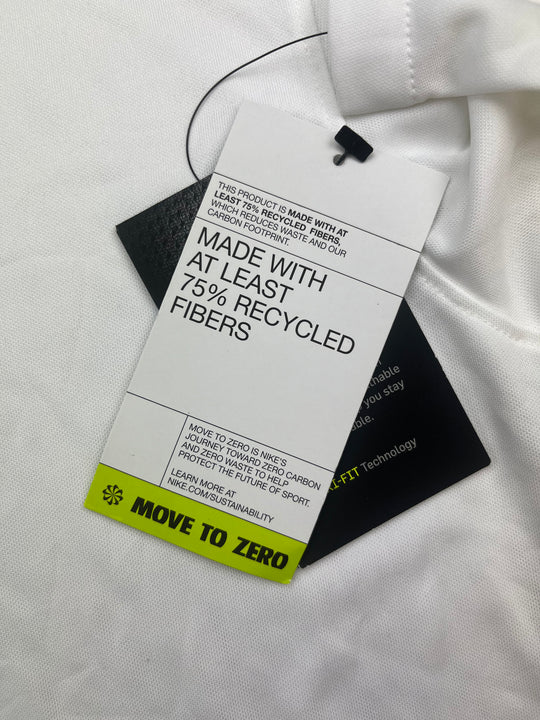 THIS PRODUCT IS MADE WITH AT
LEAST 75% RECYCLED FIBERS,
WHICH REDUCES WASTE AND OUR
CARBON FOOTPRINT.
MADE WITH
AT LEAST
75% RECYCLED
FIBERS
MOVE TO ZERO IS NIKE'S
JOURNEY TOWARD ZERO CARBON
AND ZERO WASTE TO HELP
PROTECT THE FUTURE OF SPORT.
LEARN MORE AT
NIKE.COM/SUSTAINABILITY
MOVE TO ZERO
you stay
RI-FIT Technology